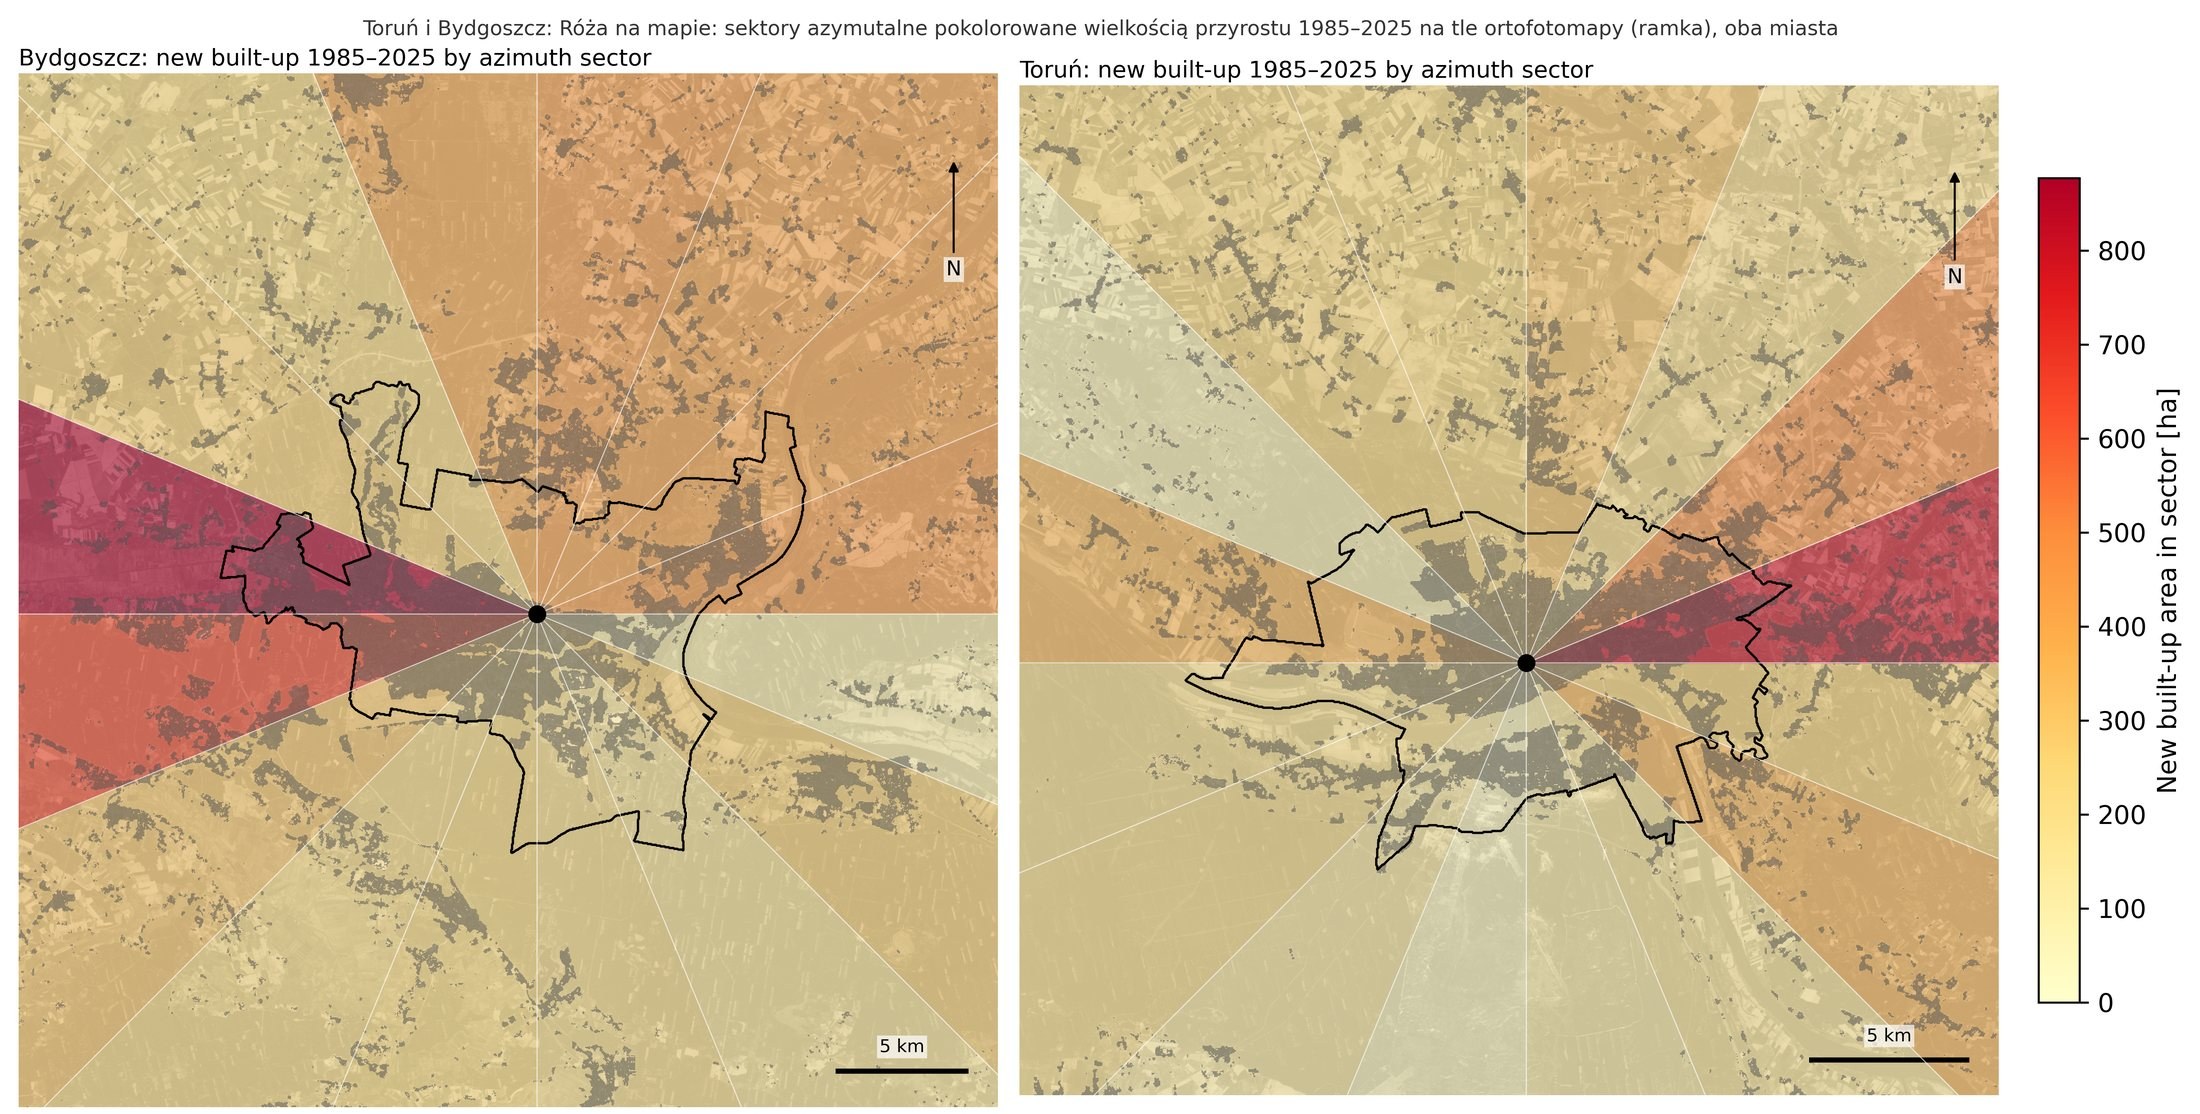 Toruń i Bydgoszcz: Róża na mapie: sektory azymutalne pokolorowane wielkością przyrostu 1985–2025 na tle ortofotomapy (ramka), oba miasta
Bydgoszcz: new built-up 1985–2025 by azimuth sector
Toruń: new built-up 1985–2025 by azimuth sector
N
N
5 km
5 km
800
700
600
500
400
300
200
100
0
New built-up area in sector [ha]